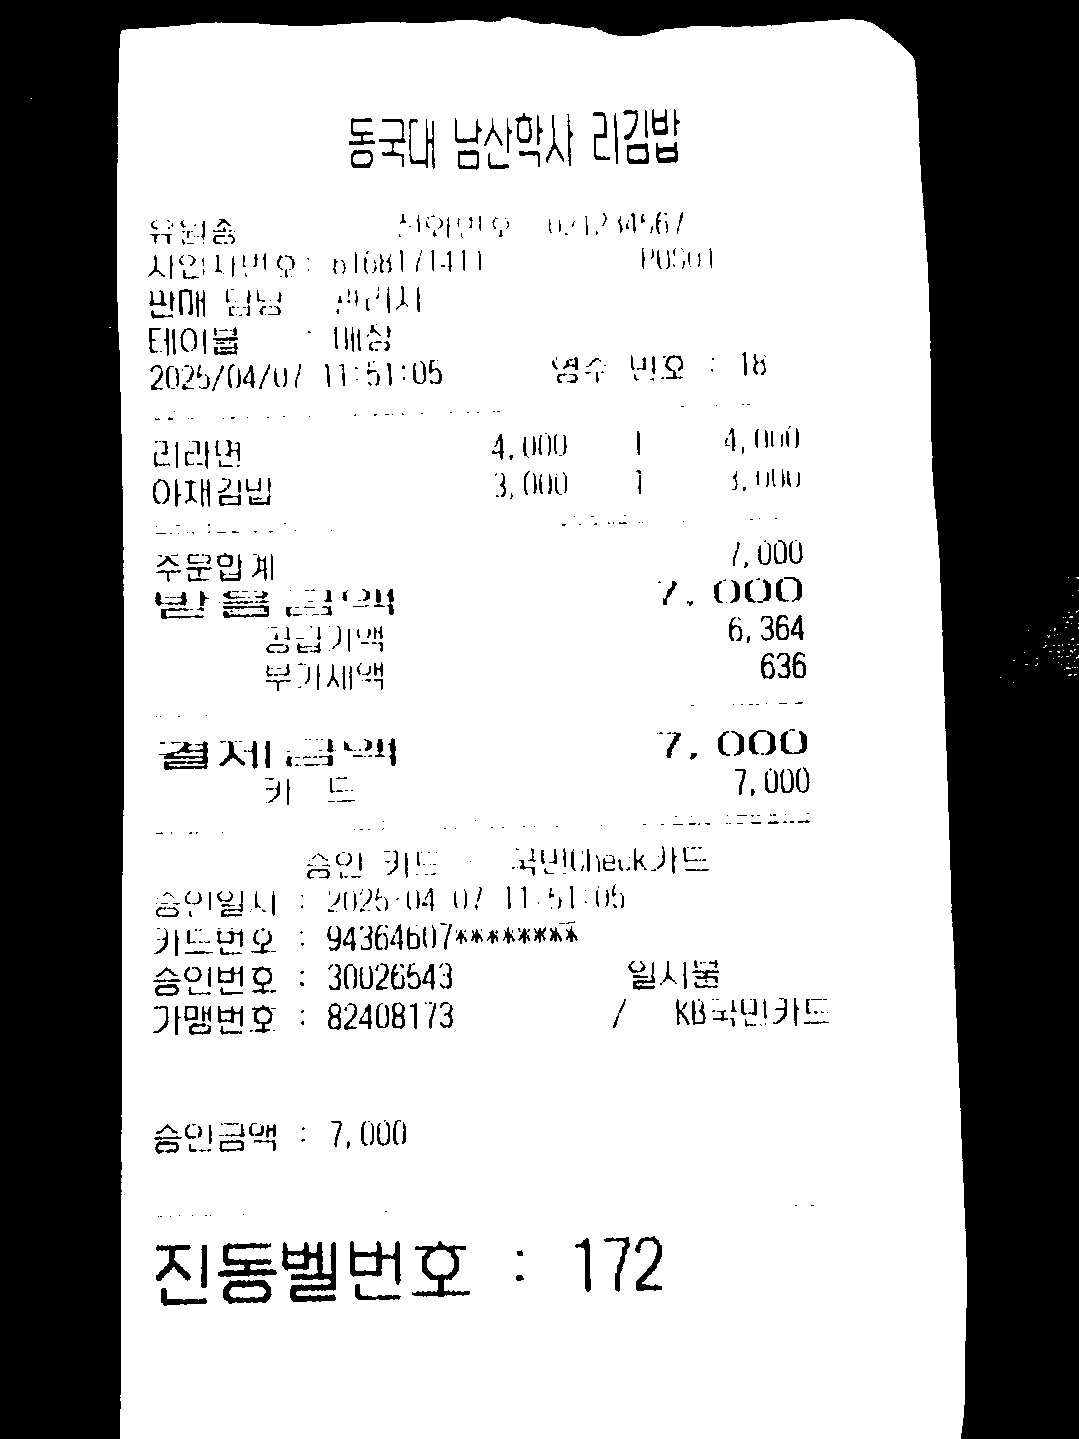 동국대 남산학사 리김밥
유원송 전화번호 021234567
사업자번호: 6168171411 POS01
판매 담당 관리자
테이블 : 매장
2025/04/07 11:51:05 영수 번호 : 18
리라면 4,000 1 4,000
야채김밥 3,000 1 3,000
주문합계 7,000
받을금액 7,000
공급가액 6,364
부가세액 636
결제금액 7,000
카 드 7,000
승인 카드 - 국민Check카드
승인일시 : 2025-04-07 11:51:05
카드번호 : 94364607********
승인번호 : 30026543 일시불
가맹번호 : 82408173 / KB국민카드
승인금액 : 7,000
진동벨번호 : 172